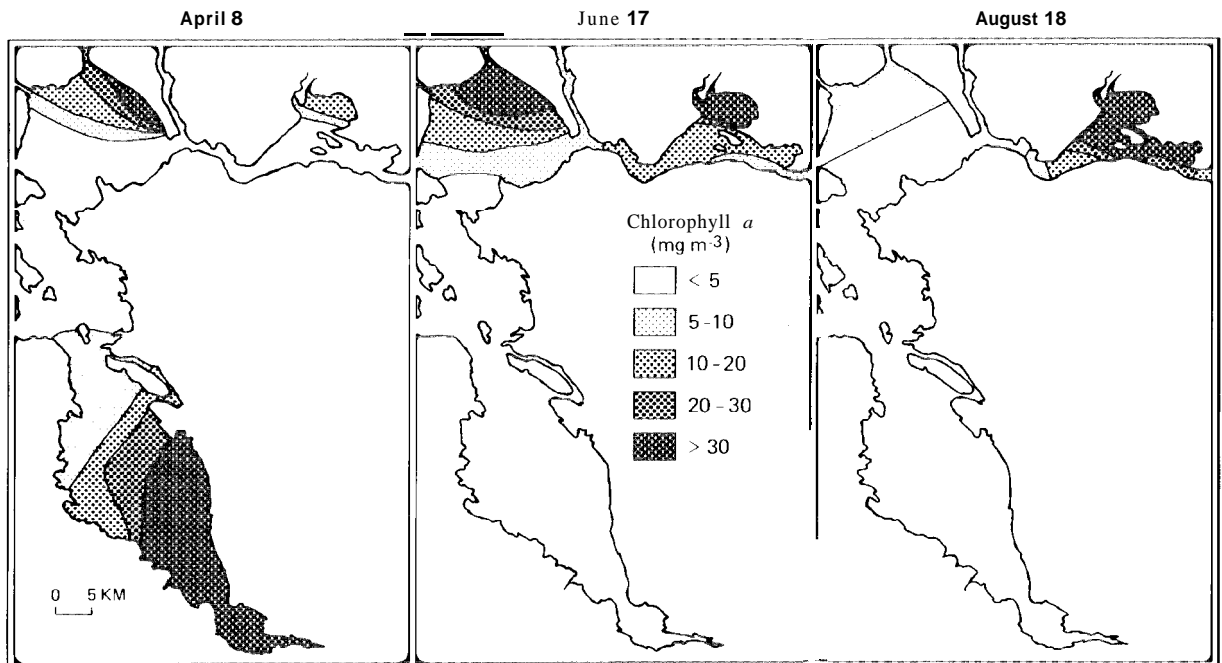 April 8
June 17
August 18
Chlorophyll a
(mg m-3)
< 5
5-10
10-20
20-30
> 30
0 5 KM